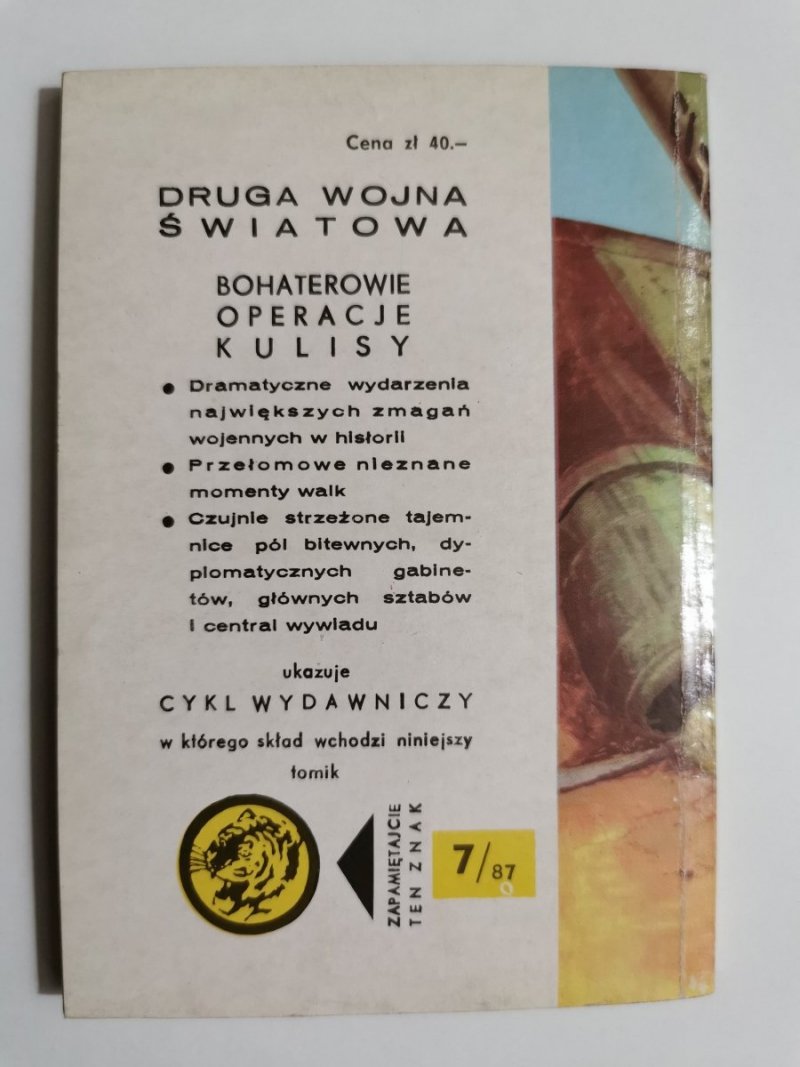 Cena zł 40.—
DRUGA WOJNA
ŚWIATOWA
BOHATEROWIE
OPERACJE
KULISY
● Dramatyczne wydarzenia
największych zmagań
wojennych w historii
● Przełomowe nieznane
momenty walk
● Czujnie strzeżone tajem-
nice pól bitewnych, dy-
plomatycznych gabine-
tów, głównych sztabów
i central wywiadu
ukazuje
CYKL WYDAWNICZY
w którego skład wchodzi niniejszy
tomik
ZAPAMIĘTAJCIE
TEN ZNAK
7/87